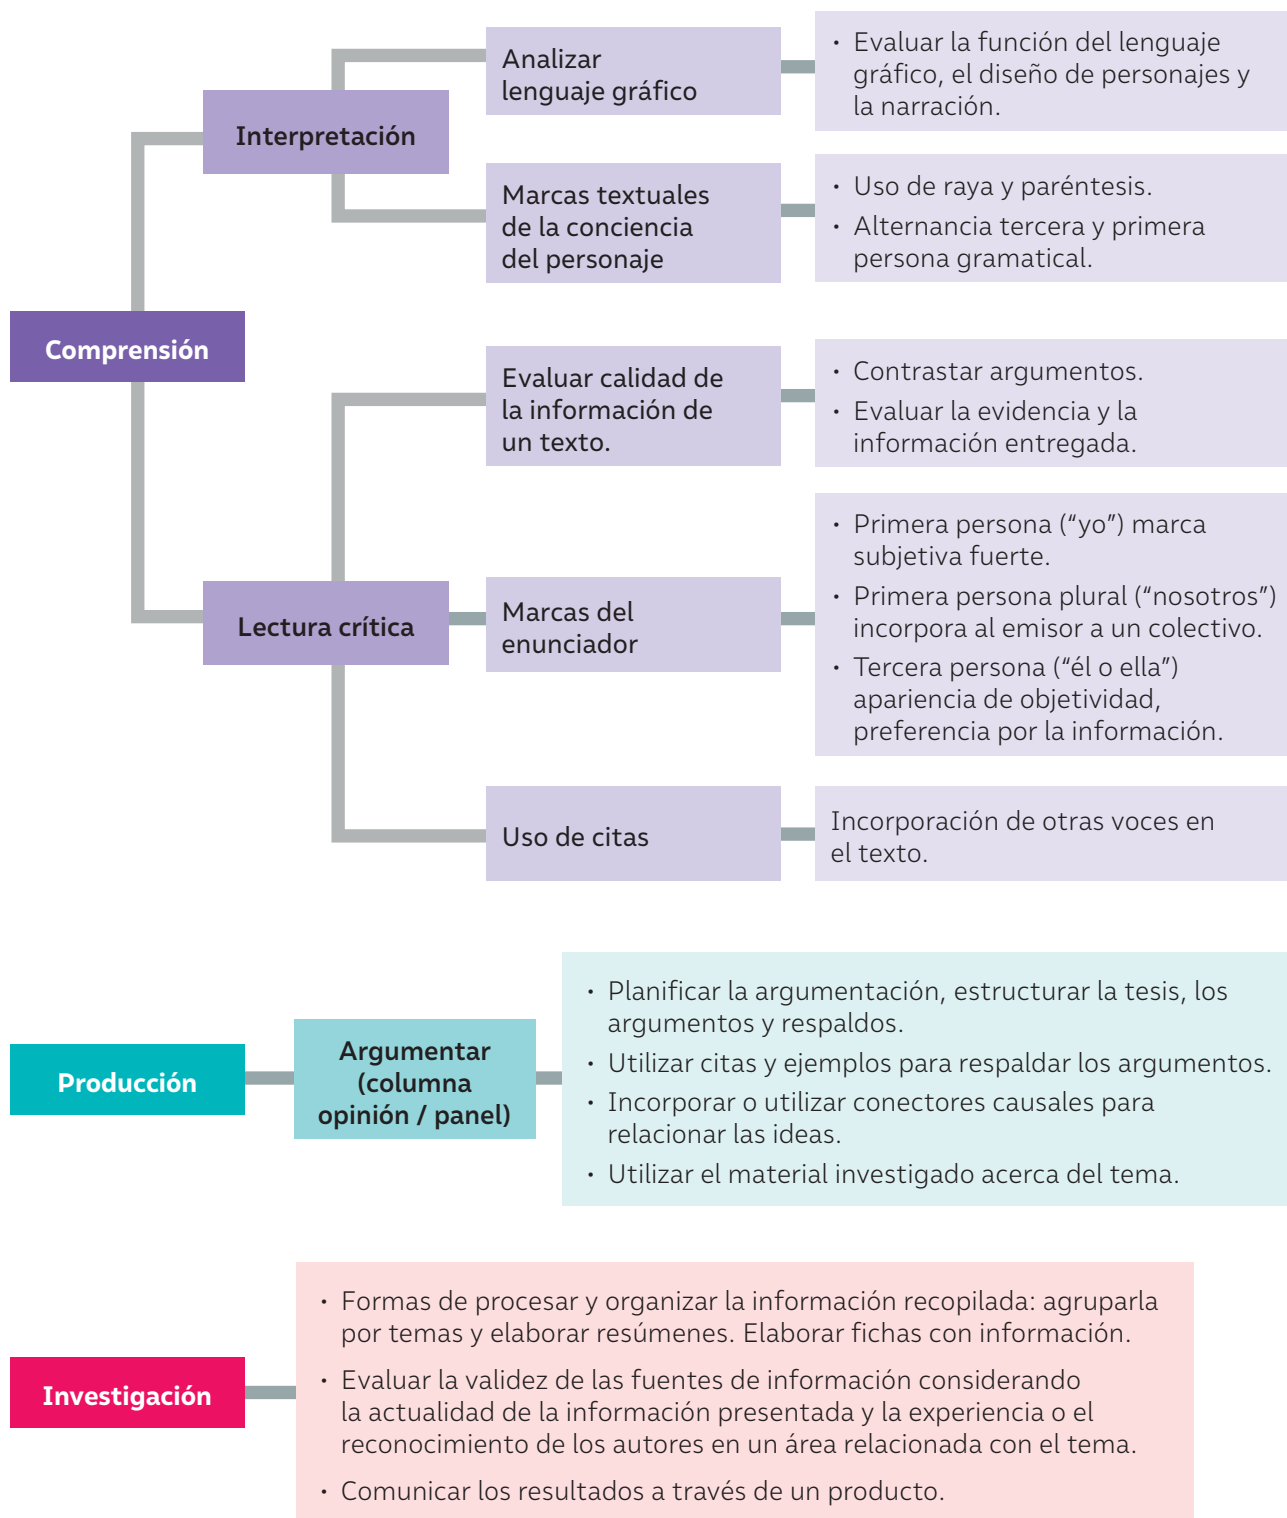 Comprensión
Interpretación
Analizar
lenguaje gráfico
• Evaluar la función del lenguaje
gráfico, el diseño de personajes y
la narración.
Marcas textuales
de la conciencia
del personaje
• Uso de raya y paréntesis.
• Alternancia tercera y primera
persona gramatical.
Lectura crítica
Evaluar calidad de
la información de
un texto.
• Contrastar argumentos.
• Evaluar la evidencia y la
información entregada.
Marcas del
enunciador
• Primera persona (“yo”) marca
subjetiva fuerte.
• Primera persona plural (“nosotros”)
incorpora al emisor a un colectivo.
• Tercera persona (“él o ella”)
apariencia de objetividad,
preferencia por la información.
Uso de citas
Incorporación de otras voces en
el texto.
Producción
Argumentar
(columna
opinión / panel)
• Planificar la argumentación, estructurar la tesis, los
argumentos y respaldos.
• Utilizar citas y ejemplos para respaldar los argumentos.
• Incorporar o utilizar conectores causales para
relacionar las ideas.
• Utilizar el material investigado acerca del tema.
Investigación
• Formas de procesar y organizar la información recopilada: agruparla
por temas y elaborar resúmenes. Elaborar fichas con información.
• Evaluar la validez de las fuentes de información considerando
la actualidad de la información presentada y la experiencia o el
reconocimiento de los autores en un área relacionada con el tema.
• Comunicar los resultados a través de un producto.